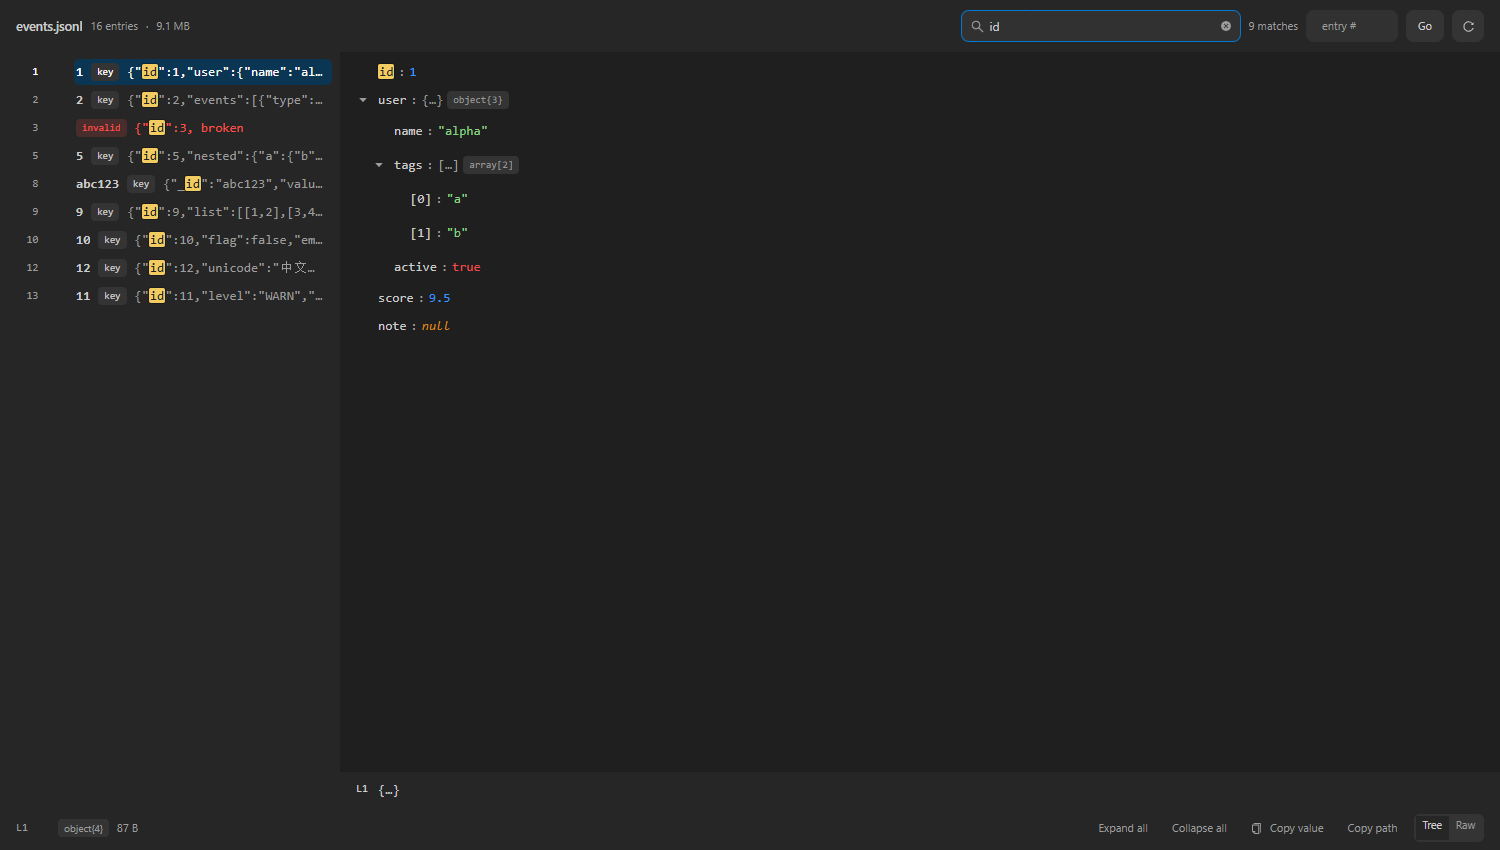 events.jsonl 16 entries · 9.1 MB
id 9 matches entry # Go
1 1 key {"id":1,"user":{"name":"al…
2 2 key {"id":2,"events":[{"type":…
3 invalid {"id":3, broken
5 5 key {"id":5,"nested":{"a":{"b"…
8 abc123 key {"_id":"abc123","valu…
9 9 key {"id":9,"list":[[1,2],[3,4…
10 10 key {"id":10,"flag":false,"em…
12 12 key {"id":12,"unicode":"中文…
13 11 key {"id":11,"level":"WARN","…
id : 1
user : {…} object{3}
name : "alpha"
tags : […] array[2]
[0] : "a"
[1] : "b"
active : true
score : 9.5
note : null
L1 {…}
L1 object{4} 87 B
Expand all Collapse all Copy value Copy path Tree Raw